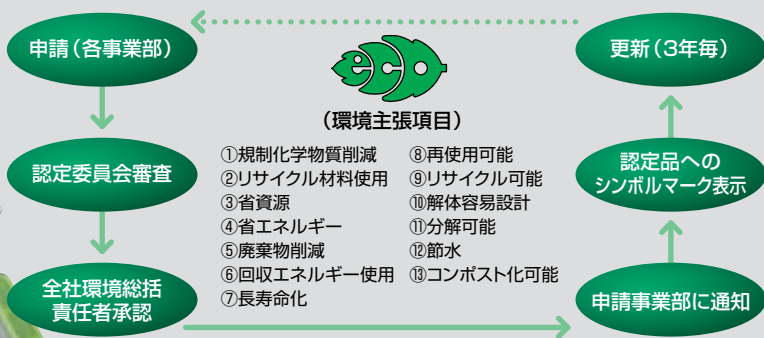 申請（各事業部）
認定委員会審査
全社環境総括
責任者承認
eco
（環境主張項目）
①規制化学物質削減
②リサイクル材料使用
③省資源
④省エネルギー
⑤廃棄物削減
⑥回収エネルギー使用
⑦長寿命化
⑧再使用可能
⑨リサイクル可能
⑩解体容易設計
⑪分解可能
⑫節水
⑬コンポスト化可能
申請事業部に通知
認定品への
シンボルマーク表示
更新（3年毎）